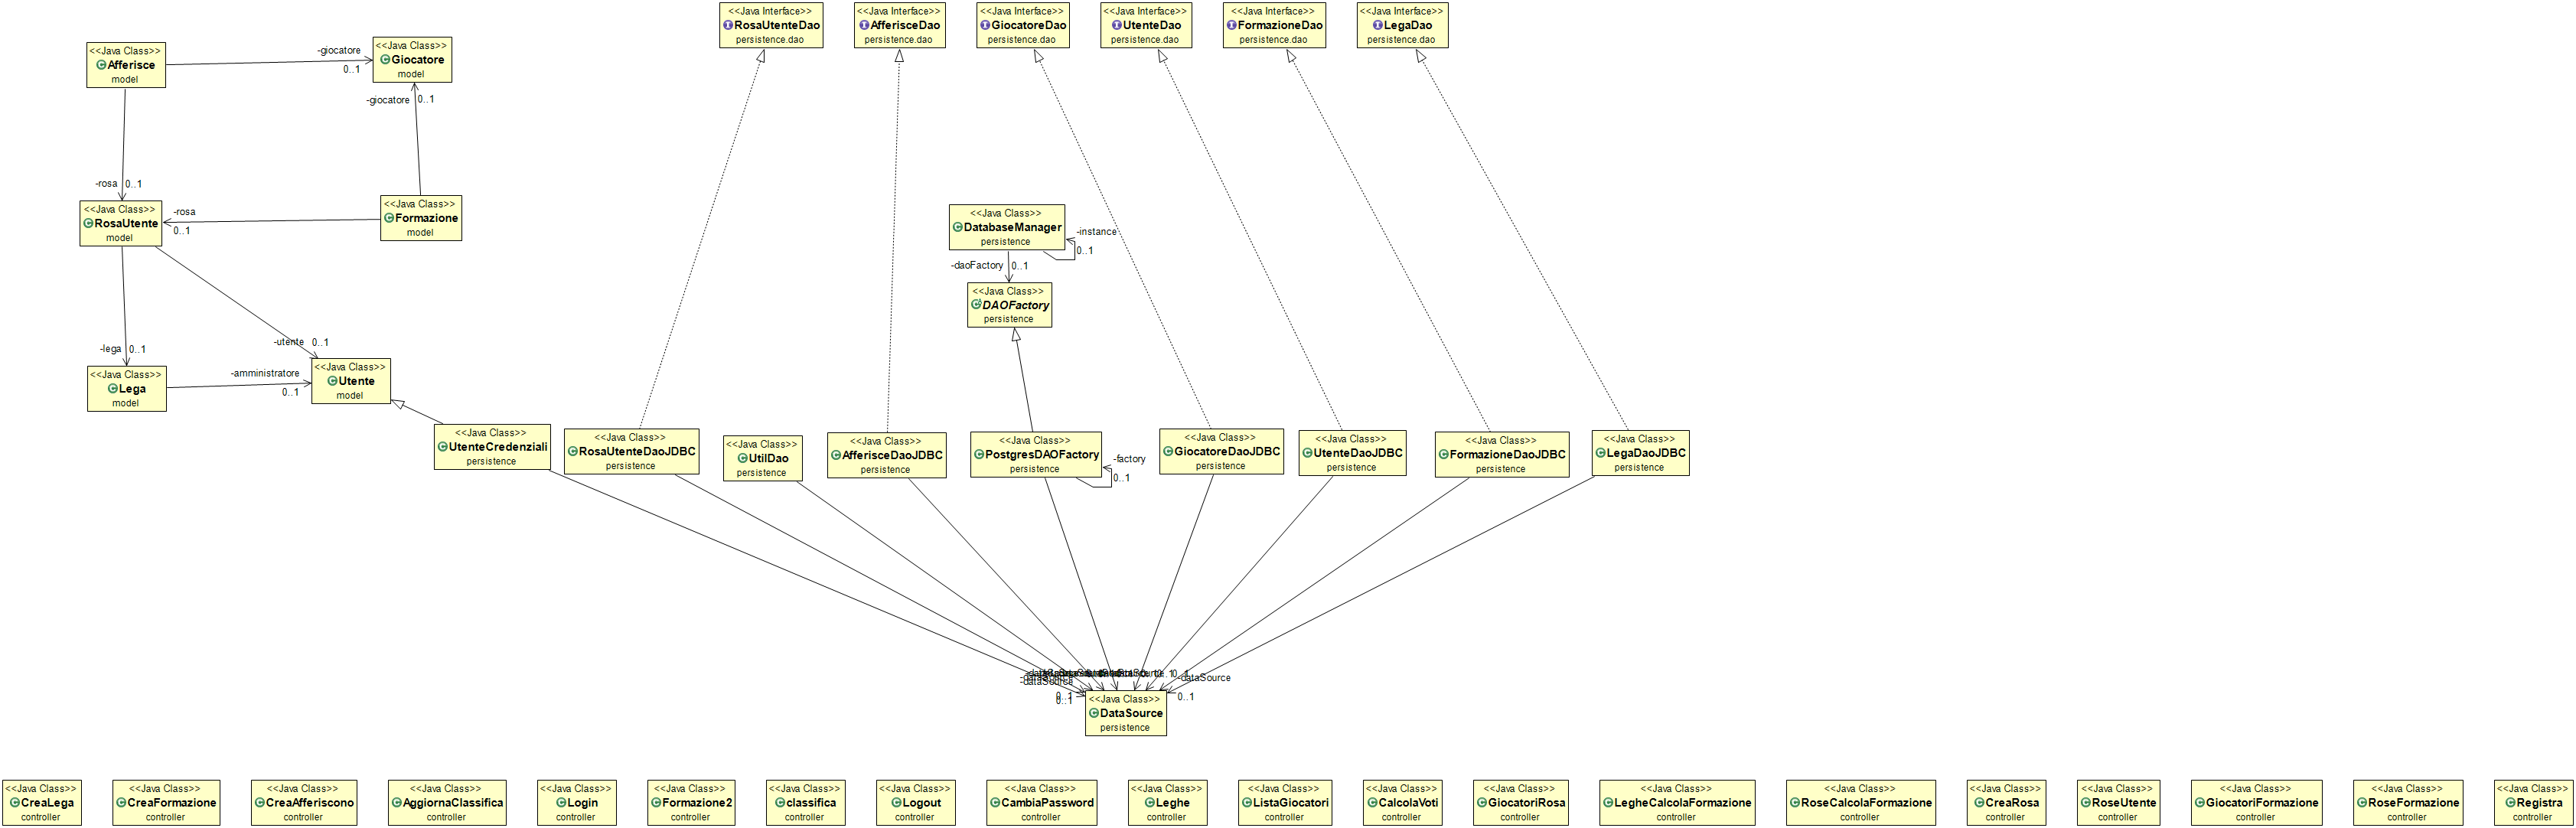 <<Java Interface>>
RosaUtenteDao
persistence.dao
<<Java Interface>>
AfferisceDao
persistence.dao
<<Java Interface>>
GiocatoreDao
persistence.dao
<<Java Interface>>
UtenteDao
persistence.dao
<<Java Interface>>
FormazioneDao
persistence.dao
<<Java Interface>>
LegaDao
persistence.dao
<<Java Class>>
Afferisce
model
-giocatore
0..1
<<Java Class>>
Giocatore
model
-giocatore
0..1
-rosa
0..1
<<Java Class>>
RosaUtente
model
-rosa
0..1
<<Java Class>>
Formazione
model
<<Java Class>>
DatabaseManager
persistence
-instance
0..1
-daoFactory
0..1
<<Java Class>>
DAOFactory
persistence
-lega
0..1
-utente
0..1
<<Java Class>>
Lega
model
-amministratore
0..1
<<Java Class>>
Utente
model
<<Java Class>>
UtenteCredenziali
persistence
<<Java Class>>
RosaUtenteDaoJDBC
persistence
<<Java Class>>
UtilDao
persistence
<<Java Class>>
AfferisceDaoJDBC
persistence
<<Java Class>>
PostgresDAOFactory
persistence
-factory
0..1
<<Java Class>>
GiocatoreDaoJDBC
persistence
<<Java Class>>
UtenteDaoJDBC
persistence
<<Java Class>>
FormazioneDaoJDBC
persistence
<<Java Class>>
LegaDaoJDBC
persistence
-dataSource
0..1
-dataSource
0..1
<<Java Class>>
DataSource
persistence
<<Java Class>>
CreaLega
controller
<<Java Class>>
CreaFormazione
controller
<<Java Class>>
CreaAfferiscono
controller
<<Java Class>>
AggiornaClassifica
controller
<<Java Class>>
Login
controller
<<Java Class>>
Formazione2
controller
<<Java Class>>
classifica
controller
<<Java Class>>
Logout
controller
<<Java Class>>
CambiaPassword
controller
<<Java Class>>
Leghe
controller
<<Java Class>>
ListaGiocatori
controller
<<Java Class>>
CalcolaVoti
controller
<<Java Class>>
GiocatoriRosa
controller
<<Java Class>>
LegheCalcolaFormazione
controller
<<Java Class>>
RoseCalcolaFormazione
controller
<<Java Class>>
CreaRosa
controller
<<Java Class>>
RoseUtente
controller
<<Java Class>>
GiocatoriFormazione
controller
<<Java Class>>
RoseFormazione
controller
<<Java Class>>
Registra
controller